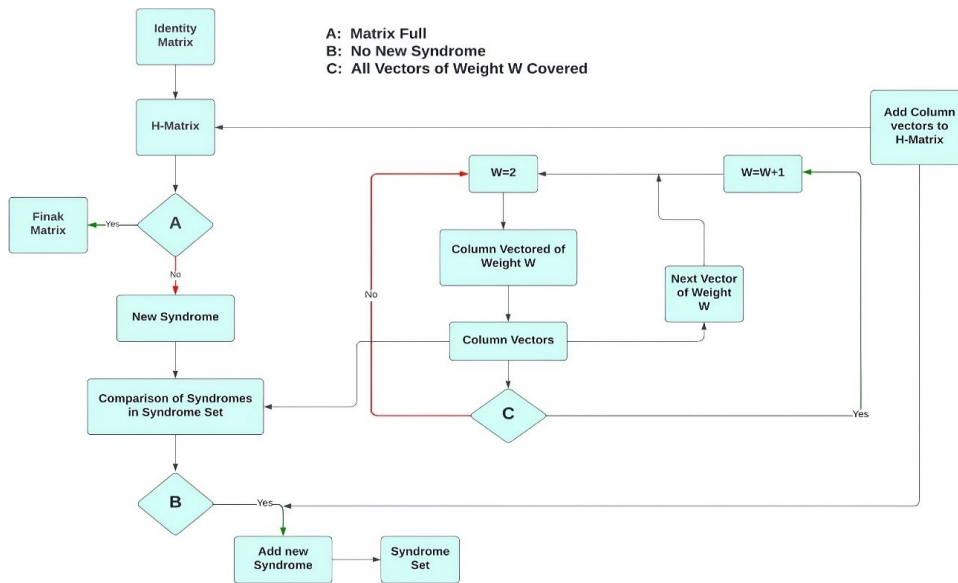 Identity
Matrix
A: Matrix Full
B: No New Syndrome
C: All Vectors of Weight W Covered
H-Matrix
Add Column
vectors to
H-Matrix
W=2
W=W+1
Finak
Matrix
Yes
A
No
Column Vectored of
Weight W
Next Vector
of Weight
W
No
New Syndrome
Column Vectors
Comparison of Syndromes
in Syndrome Set
C
Yes
B
Yes
Add new
Syndrome
Syndrome
Set